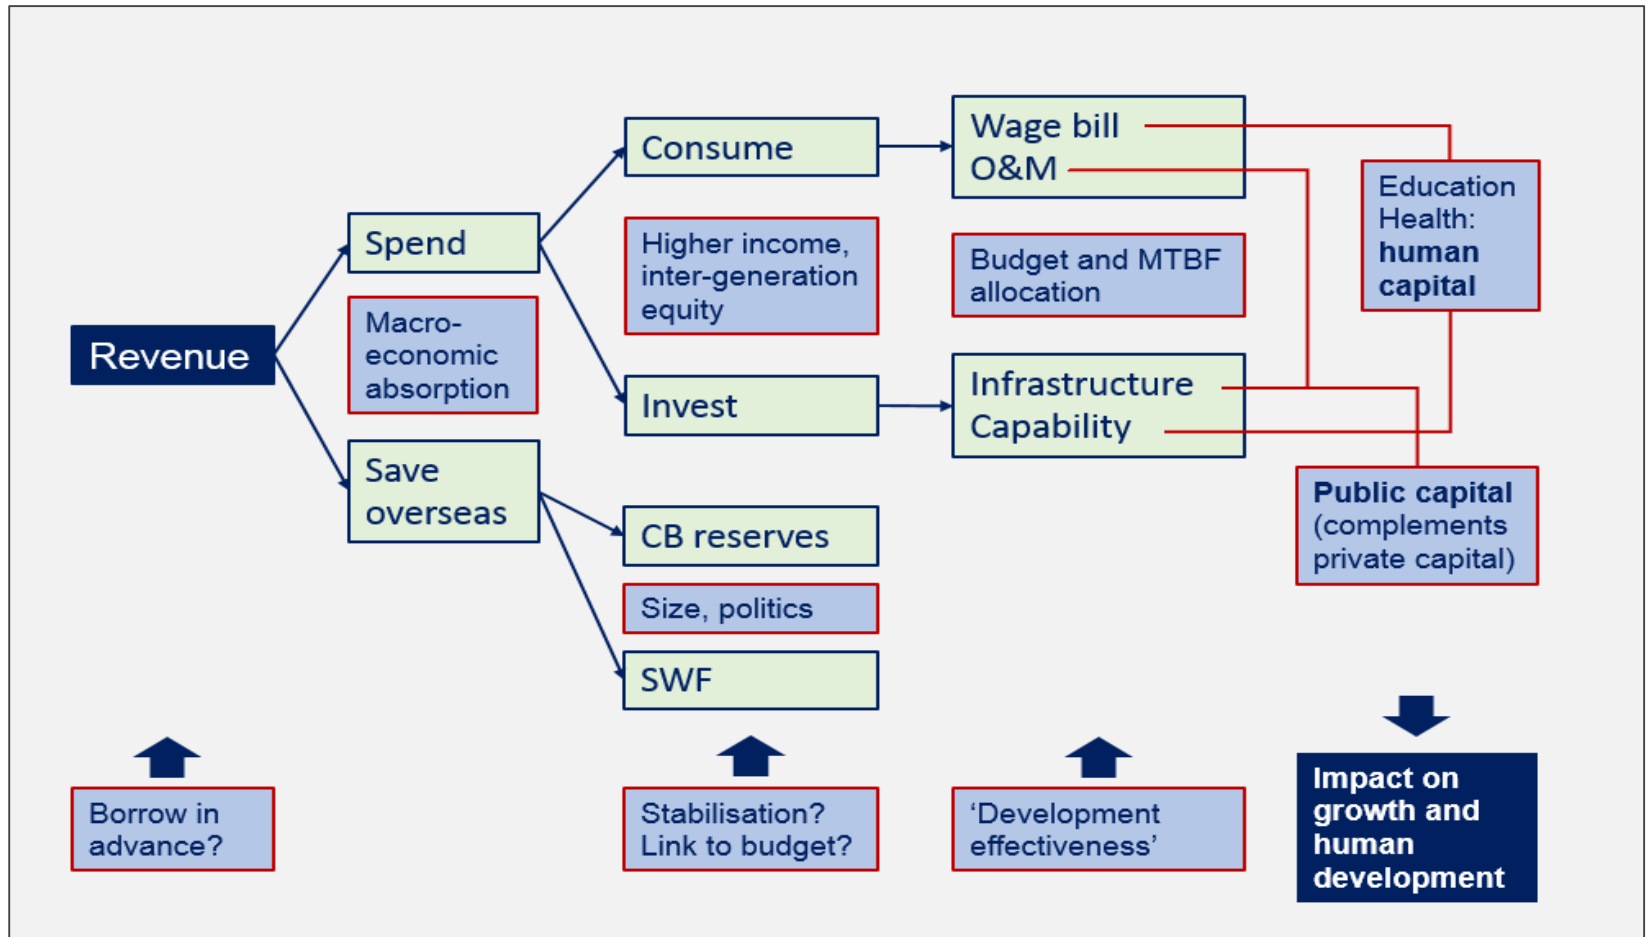 Revenue
Spend
Macro-
economic
absorption
Save
overseas
Consume
Higher income,
inter-generation
equity
Invest
CB reserves
Size, politics
SWF
Wage bill
O&M
Budget and MTBF
allocation
Infrastructure
Capability
Education
Health:
human
capital
Public capital
(complements
private capital)
Borrow in
advance?
Stabilisation?
Link to budget?
‘Development
effectiveness’
Impact on
growth and
human
development